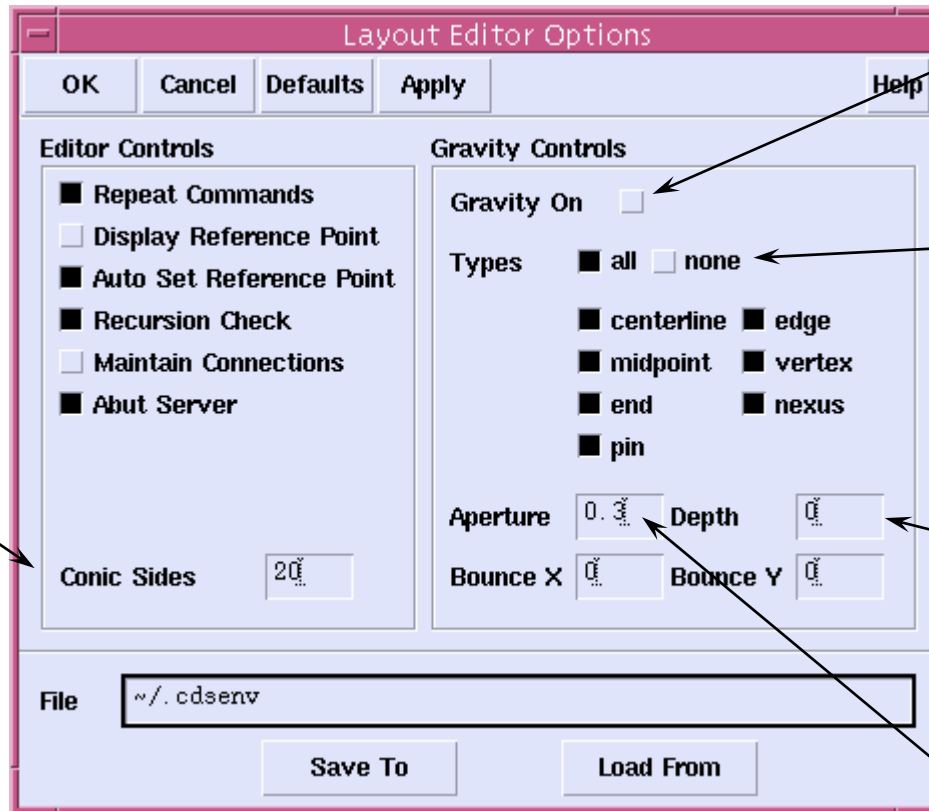 Layout Editor Options
OK Cancel Defaults Apply Help
Editor Controls
Repeat Commands
Display Reference Point
Auto Set Reference Point
Recursion Check
Maintain Connections
Abut Server
Conic Sides 20
Gravity Controls
Gravity On
Types all none
centerline edge
midpoint vertex
end nexus
pin
Aperture 0.3 Depth 0
Bounce X 0 Bounce Y 0
File ~/.cdsenv
Save To Load From